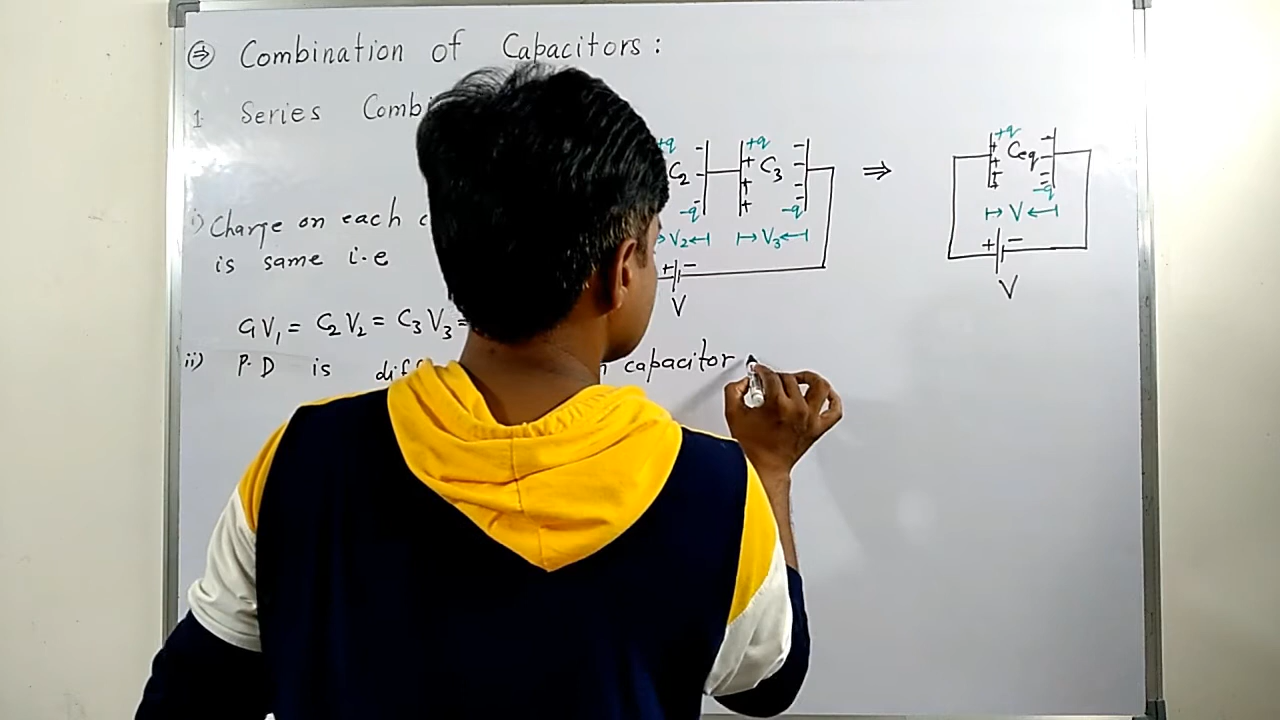 ⇒ Combination of Capacitors :
1. Series Combi
+q +q +q
C2 C3 ⇒ Ceq
-q -q -q
i) Charge on each c
V2 V3 V
is same i.e
+ - + -
V V
C1V1 = C2V2 = C3V3 =
ii) P.D is diff capacitor